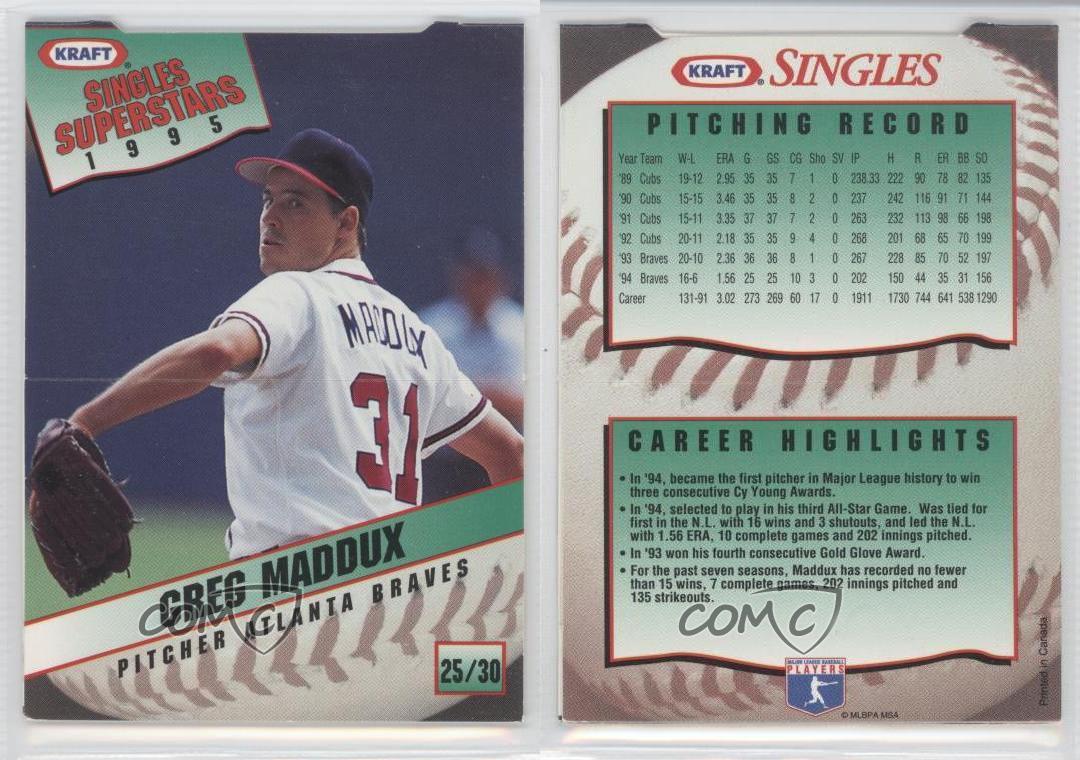 KRAFT
SINGLES
SUPERSTARS
1995
MADDUX
31
GREG MADDUX
PITCHER ATLANTA BRAVES
25/30
COMC
KRAFT® SINGLES
PITCHING RECORD
Year Team W-L ERA G GS CG Sho SV IP H R ER BB SO
'89 Cubs 19-12 2.95 35 35 7 1 0 238.33 222 90 78 82 135
'90 Cubs 15-15 3.46 35 35 8 2 0 237 242 116 91 71 144
'91 Cubs 15-11 3.35 37 37 7 2 0 263 232 113 98 66 198
'92 Cubs 20-11 2.18 35 35 9 4 0 268 201 68 65 70 199
'93 Braves 20-10 2.36 36 36 8 1 0 267 228 85 70 52 197
'94 Braves 16-6 1.56 25 25 10 3 0 202 150 44 35 31 156
Career 131-91 3.02 273 269 60 17 0 1911 1730 744 641 538 1290
CAREER HIGHLIGHTS
• In '94, became the first pitcher in Major League history to win
three consecutive Cy Young Awards.
• In '94, selected to play in his third All-Star Game. Was tied for
first in the N.L. with 16 wins and 3 shutouts, and led the N.L.
with 1.56 ERA, 10 complete games and 202 innings pitched.
• In '93 won his fourth consecutive Gold Glove Award.
• For the past seven seasons, Maddux has recorded no fewer
than 15 wins, 7 complete games, 202 innings pitched and
135 strikeouts.
COMC
MAJOR LEAGUE BASEBALL
PLAYERS
© MLBPA MSA
Printed in Canada